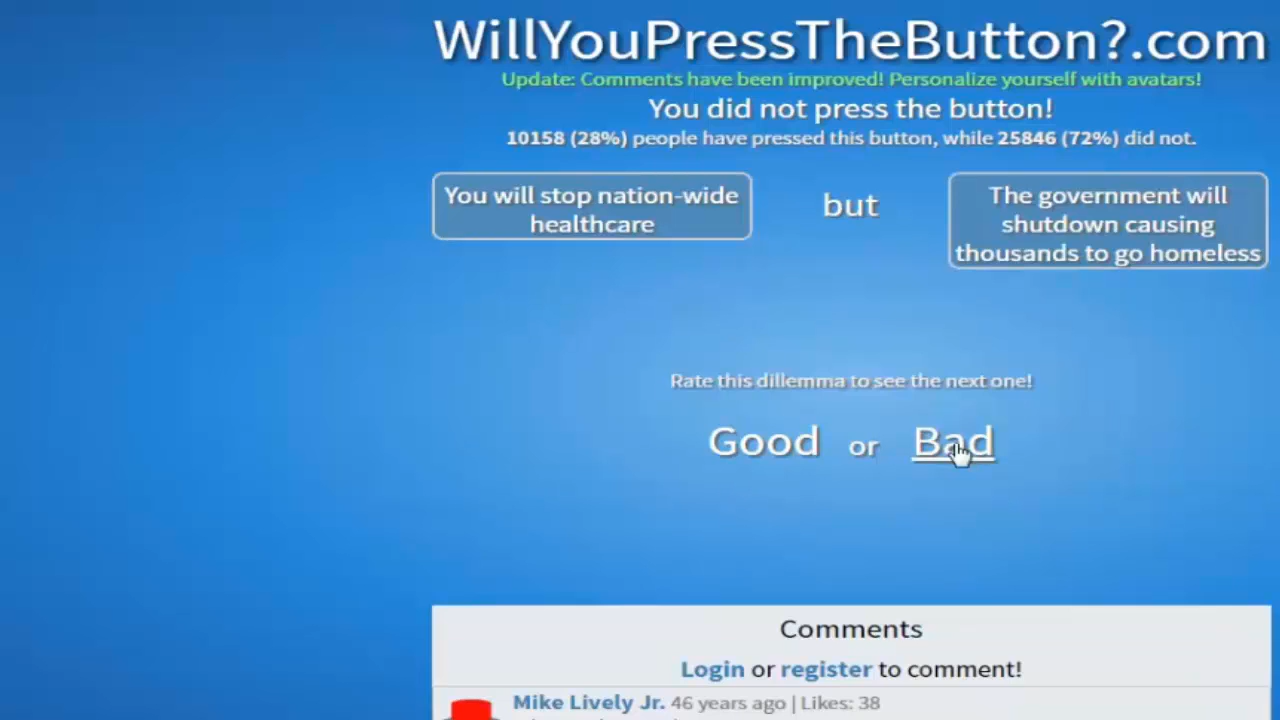 WillYouPressTheButton?.com
Update: Comments have been improved! Personalize yourself with avatars!
You did not press the button!
10158 (28%) people have pressed this button, while 25846 (72%) did not.
You will stop nation-wide
healthcare
but
The government will
shutdown causing
thousands to go homeless
Rate this dillemma to see the next one!
Good or Bad
Comments
Login or register to comment!
Mike Lively Jr. 46 years ago | Likes: 38